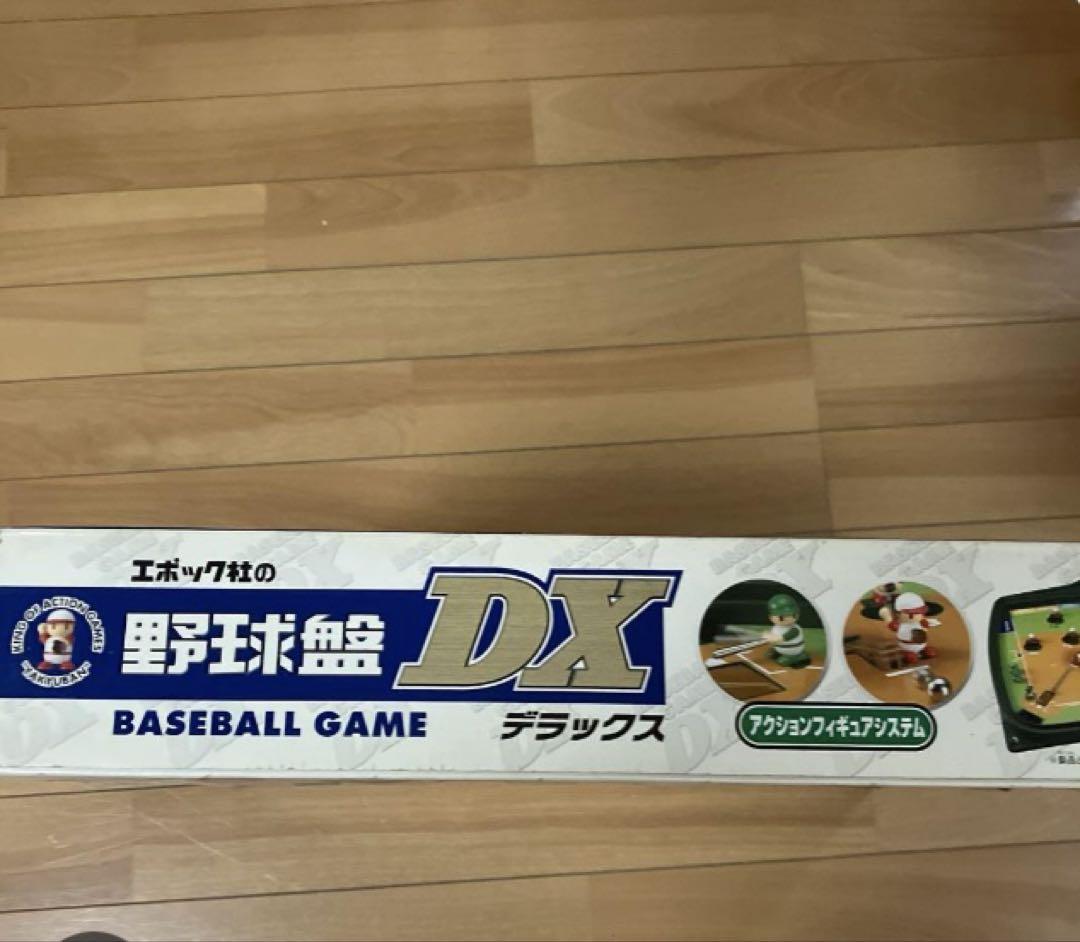 エポック社の
KING OF ACTION GAMES
"YAKYUBAN"
野球盤 DX
BASEBALL GAME
デラックス
アクションフィギュアシステム